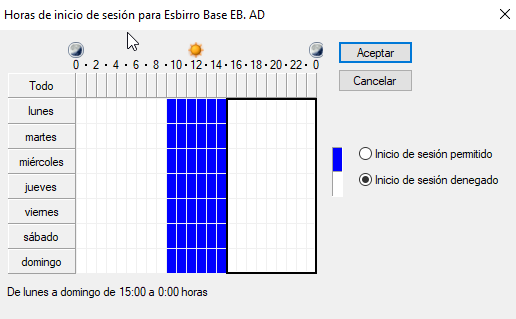 Horas de inicio de sesión para Esbirro Base EB. AD
0 · 2 · 4 · 6 · 8 · 10 · 12 · 14 · 16 · 18 · 20 · 22 · 0
Aceptar
Cancelar
Todo
lunes
martes
miércoles
jueves
viernes
sábado
domingo
Inicio de sesión permitido
Inicio de sesión denegado
De lunes a domingo de 15:00 a 0:00 horas